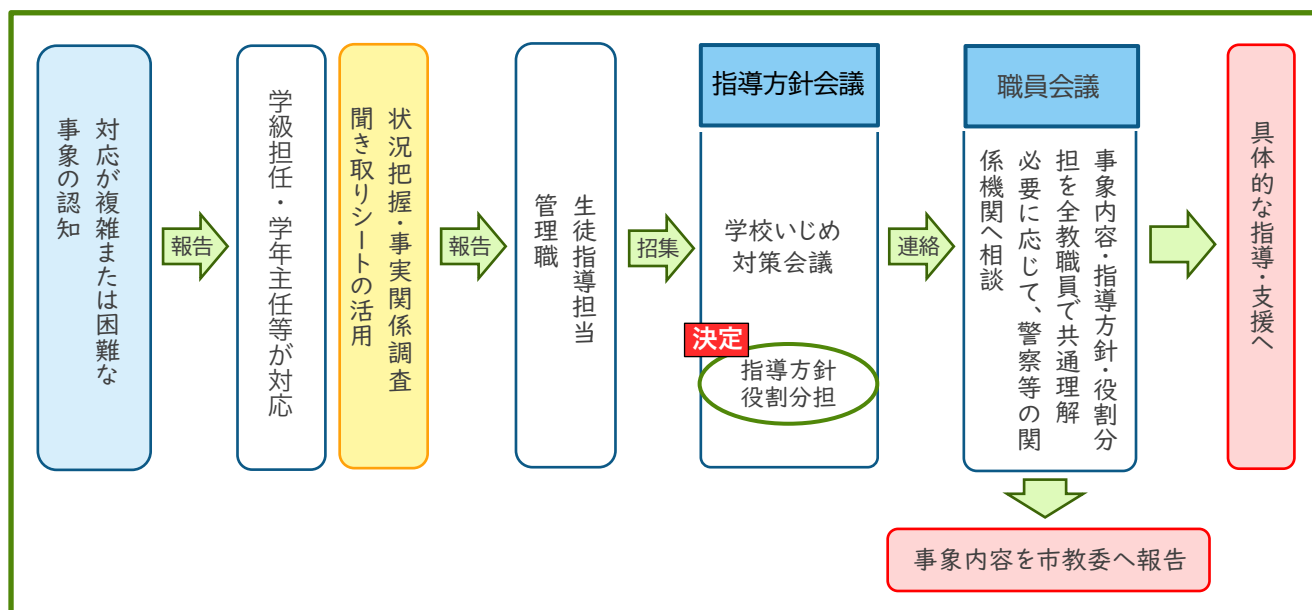 対応が複雑または困難な
事象の認知
報告
学級担任・学年主任等が対応
状況把握・事実関係調査
聞き取りシートの活用
報告
生徒指導担当
管理職
招集
指導方針会議
学校いじめ
対策会議
決定
指導方針
役割分担
連絡
職員会議
事象内容・指導方針・役割分
担を全教職員で共通理解
必要に応じて、警察等の関
係機関へ相談
具体的な指導・支援へ
事象内容を市教委へ報告